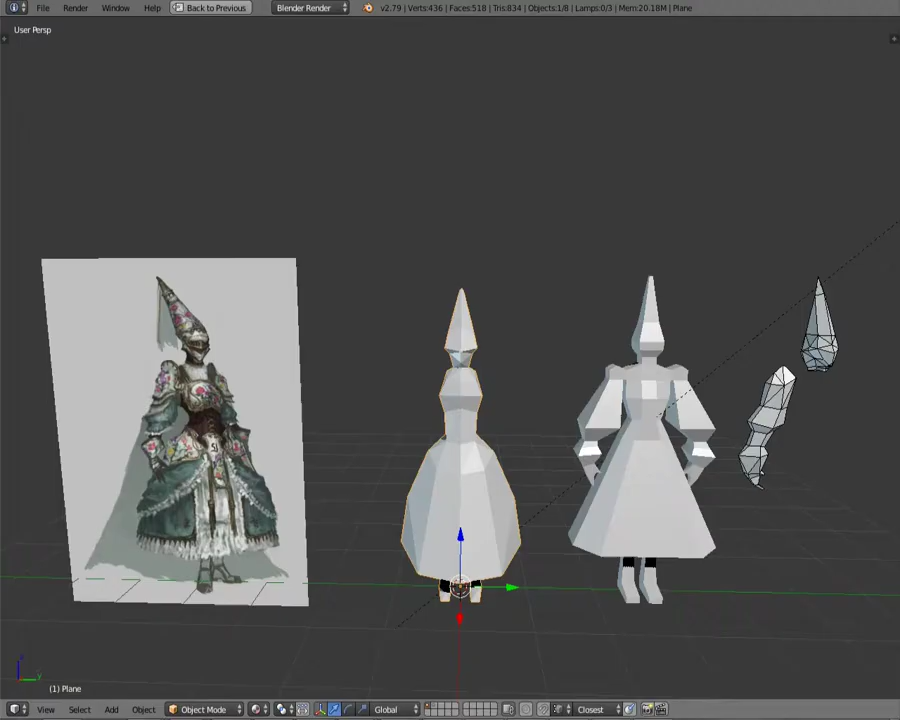 File Render Window Help Back to Previous Blender Render v2.79 | Verts:436 | Faces:518 | Tris:834 | Objects:1/8 | Lamps:0/3 | Mem:20.18M | Plane
User Persp
(1) Plane
View Select Add Object Object Mode Global Closest